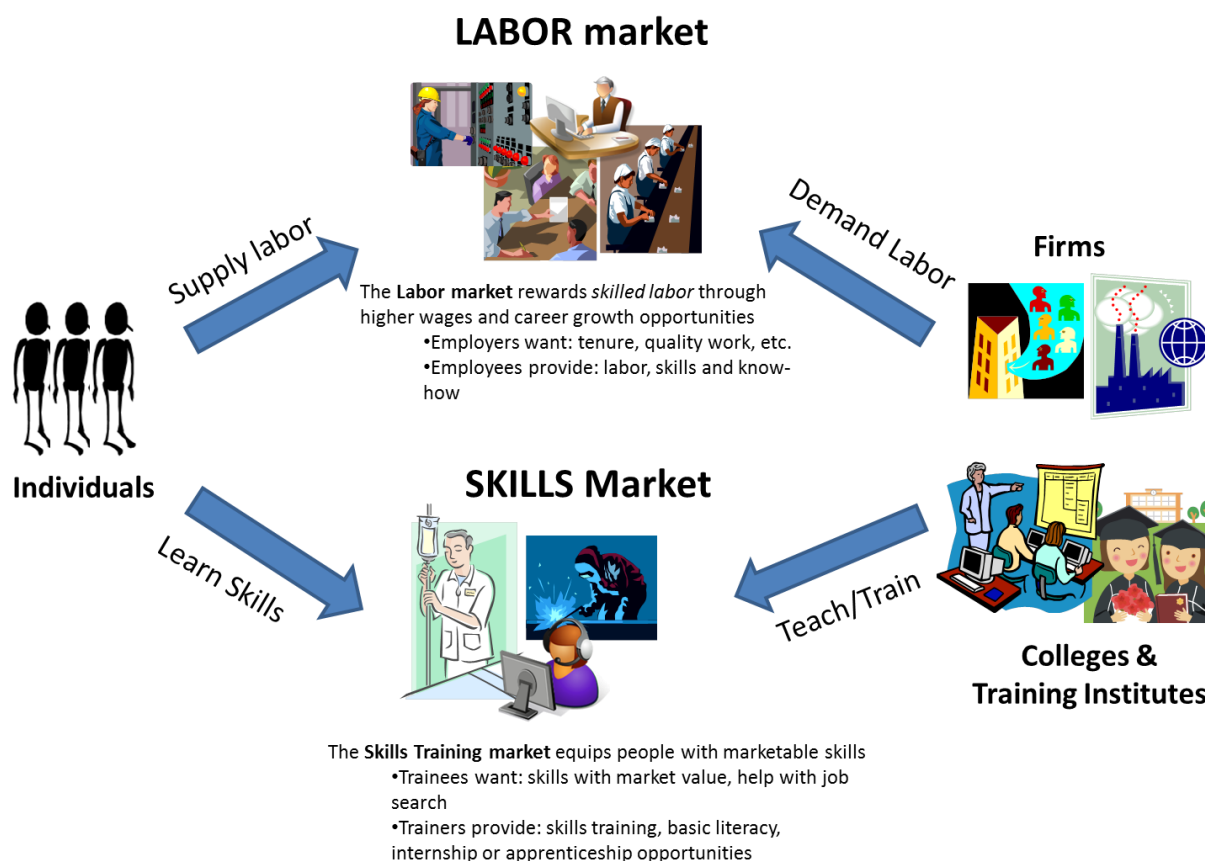 LABOR market
Supply labor
Demand Labor
Firms
The Labor market rewards skilled labor through
higher wages and career growth opportunities
•Employers want: tenure, quality work, etc.
•Employees provide: labor, skills and know-
how
Individuals
SKILLS Market
Learn Skills
Teach/Train
Colleges &
Training Institutes
The Skills Training market equips people with marketable skills
•Trainees want: skills with market value, help with job
search
•Trainers provide: skills training, basic literacy,
internship or apprenticeship opportunities